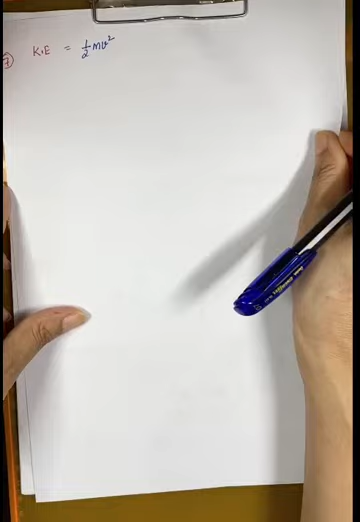 7 K.E = ½mv²